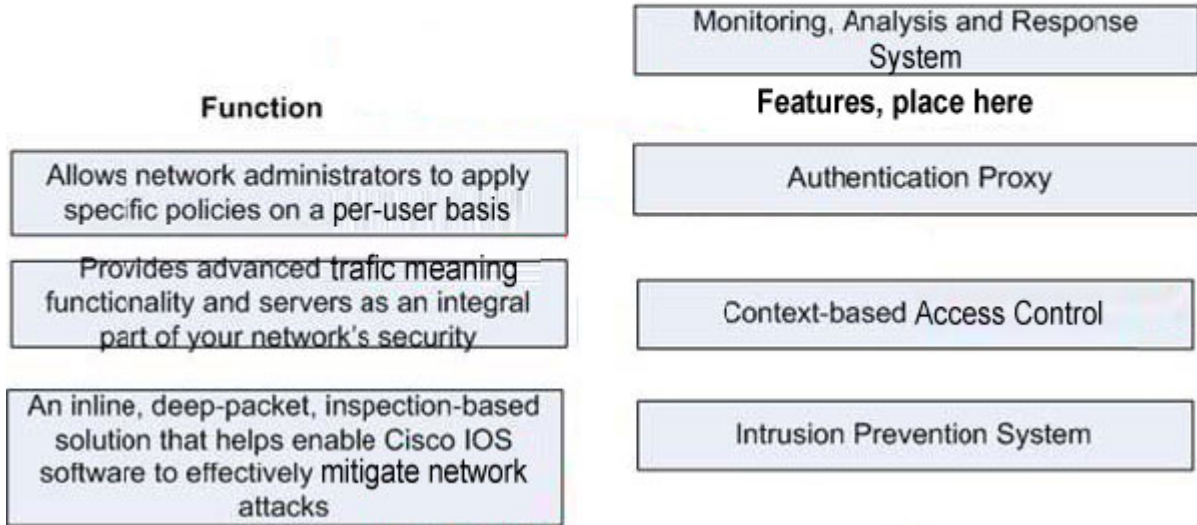 Monitoring, Analysis and Response
System
Function
Features, place here
Allows network administrators to apply
specific policies on a per-user basis
Authentication Proxy
Provides advanced trafic meaning
functionality and servers as an integral
part of your network's security
Context-based Access Control
An inline, deep-packet, inspection-based
solution that helps enable Cisco IOS
software to effectively mitigate network
attacks
Intrusion Prevention System